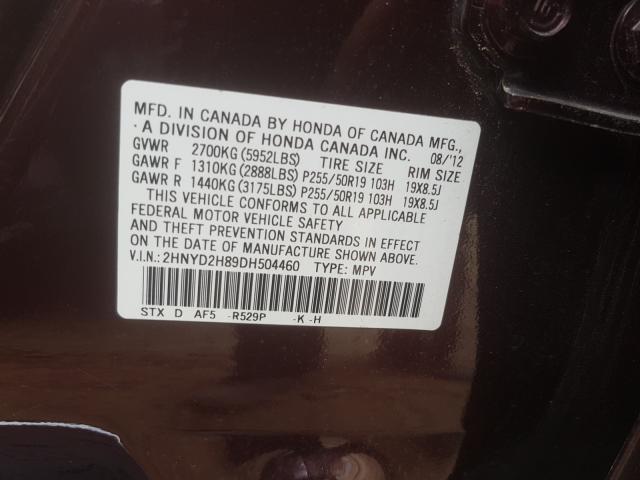 MFD. IN CANADA BY HONDA OF CANADA MFG.,
A DIVISION OF HONDA CANADA INC. 08/'12
GVWR 2700KG (5952LBS) TIRE SIZE RIM SIZE
GAWR F 1310KG (2888LBS) P255/50R19 103H 19X8.5J
GAWR R 1440KG (3175LBS) P255/50R19 103H 19X8.5J
THIS VEHICLE CONFORMS TO ALL APPLICABLE
FEDERAL MOTOR VEHICLE SAFETY
AND THEFT PREVENTION STANDARDS IN EFFECT
ON THE DATE OF MANUFACTURE SHOWN ABOVE.
V.I.N.: 2HNYD2H89DH504460 TYPE: MPV
STX D AF5 -R529P -K -H